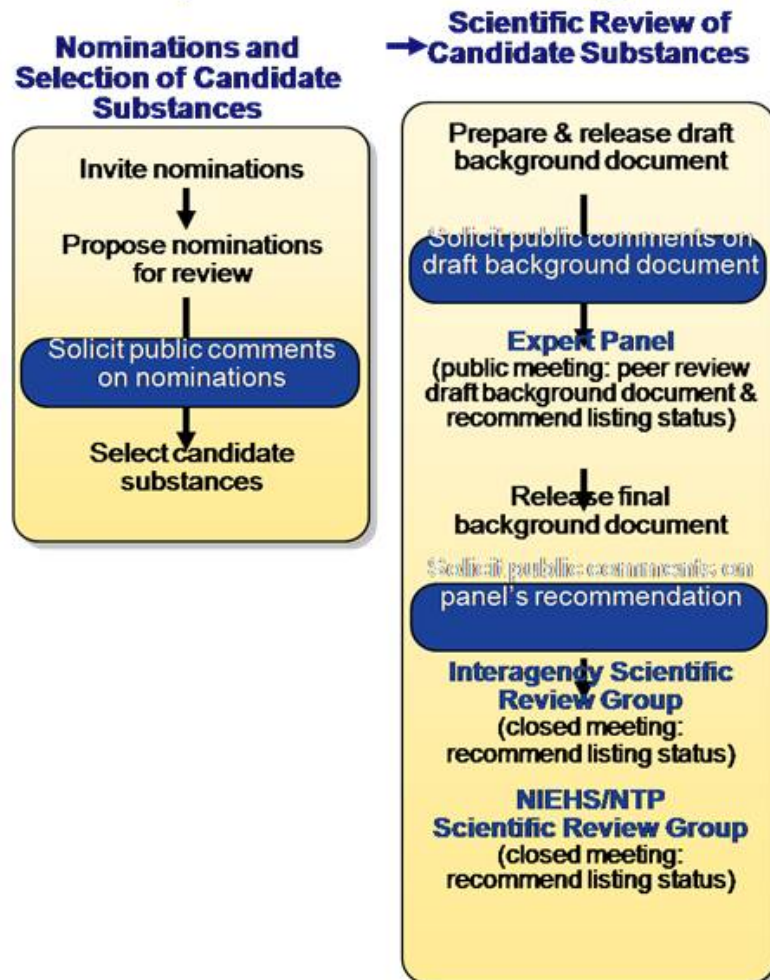 Nominations and
Selection of Candidate
Substances
Invite nominations
Propose nominations
for review
Solicit public comments
on nominations
Select candidate
substances
Scientific Review of
Candidate Substances
Prepare & release draft
background document
Solicit public comments on
draft background document
Expert Panel
(public meeting: peer review
draft background document &
recommend listing status)
Release final
background document
Solicit public comments on
panel's recommendation
Interagency Scientific
Review Group
(closed meeting:
recommend listing status)
NIEHS/NTP
Scientific Review Group
(closed meeting:
recommend listing status)